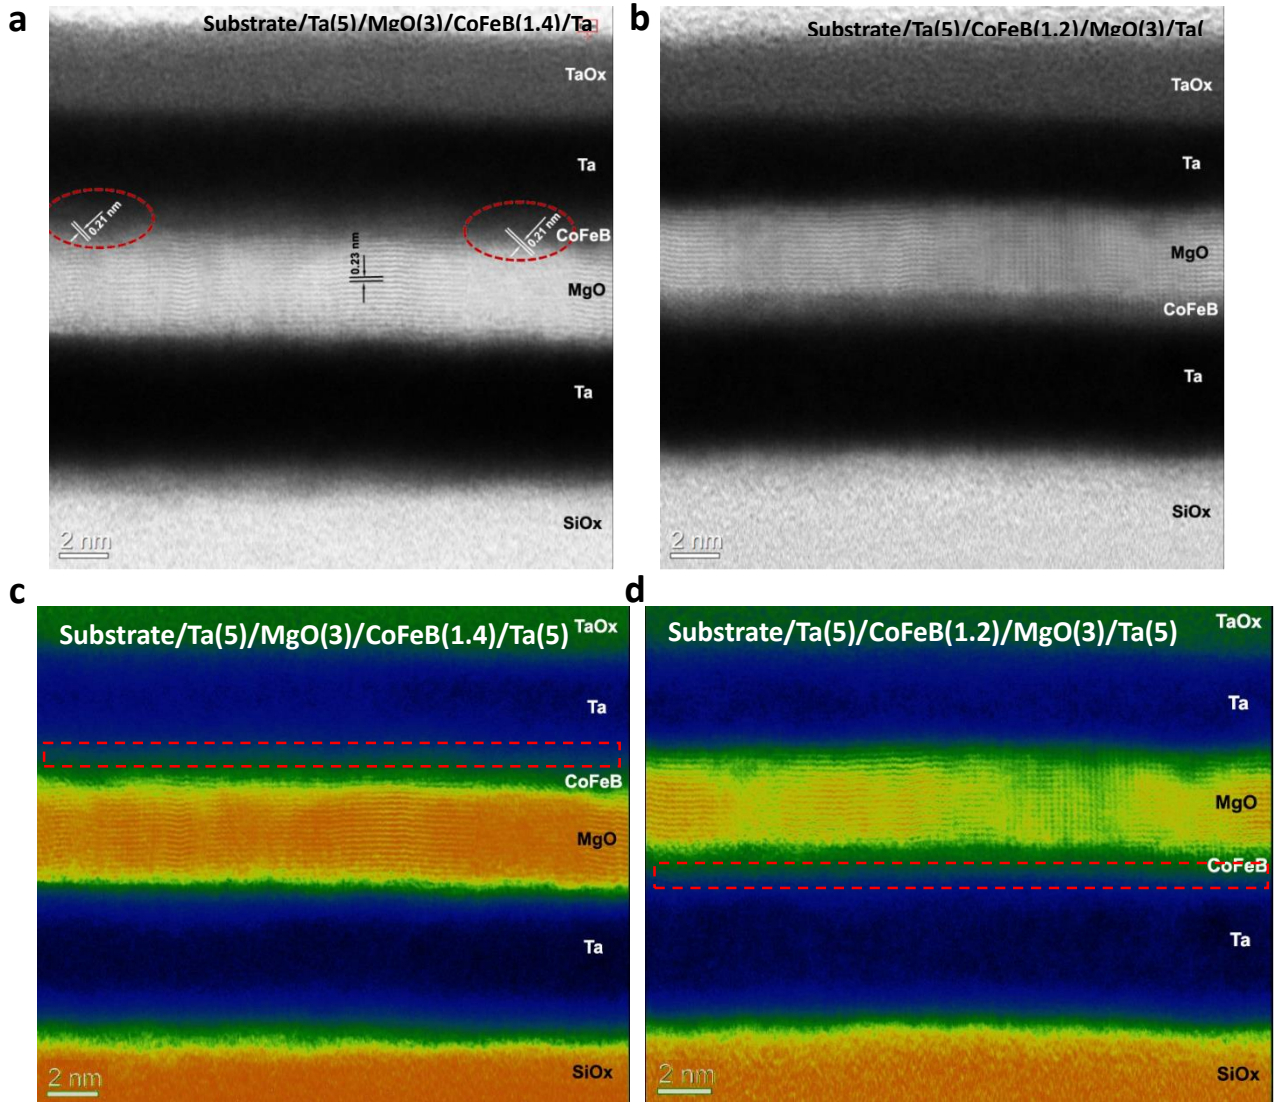 a
Substrate/Ta(5)/MgO(3)/CoFeB(1.4)/Ta
TaOx
Ta
0.21 nm
0.21 nm
CoFeB
0.23 nm
MgO
Ta
SiOx
2 nm
b
Substrate/Ta(5)/CoFeB(1.2)/MgO(3)/Ta(
TaOx
Ta
MgO
CoFeB
Ta
SiOx
2 nm
c
Substrate/Ta(5)/MgO(3)/CoFeB(1.4)/Ta(5)
TaOx
Ta
CoFeB
MgO
Ta
SiOx
2 nm
d
Substrate/Ta(5)/CoFeB(1.2)/MgO(3)/Ta(5)
TaOx
Ta
MgO
CoFeB
Ta
SiOx
2 nm